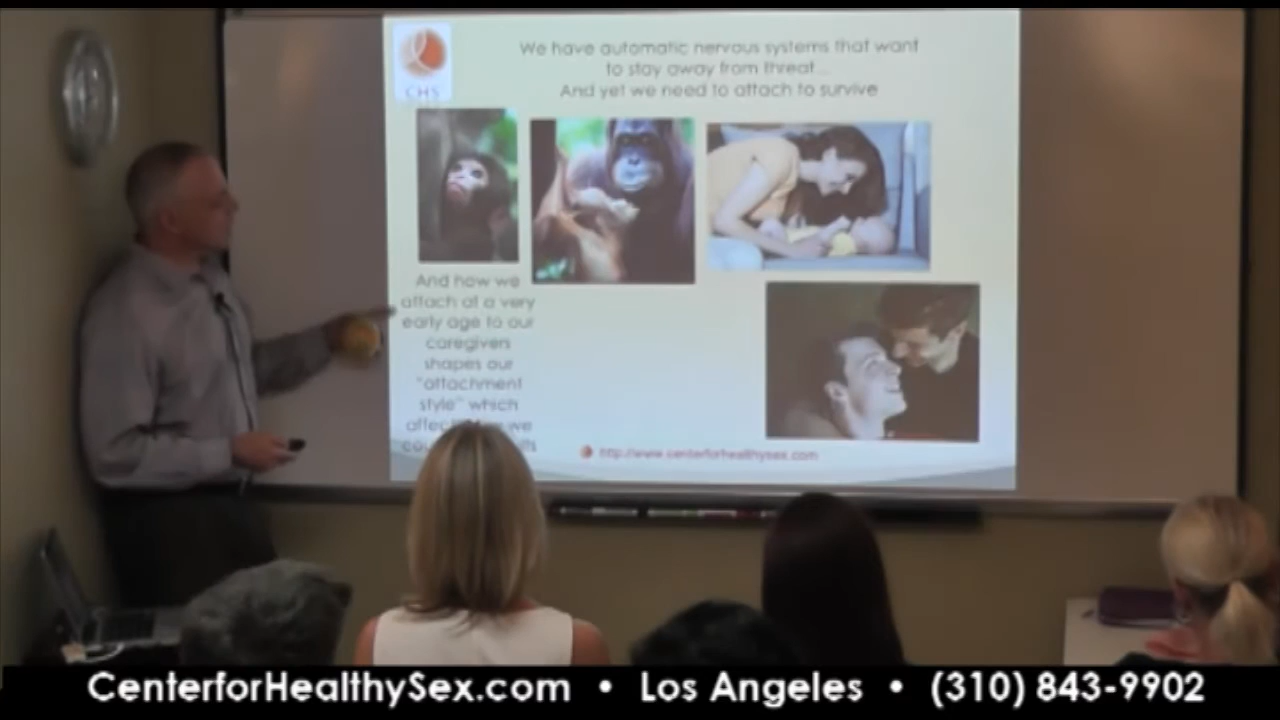 We have automatic nervous systems that want
to stay away from threat...
And yet we need to attach to survive
CHS
And how we
attach at a very
early age to our
caregivers
shapes our
"attachment
style" which
we
http://www.centerforhealthysex.com
CenterforHealthySex.com • Los Angeles • (310) 843-9902